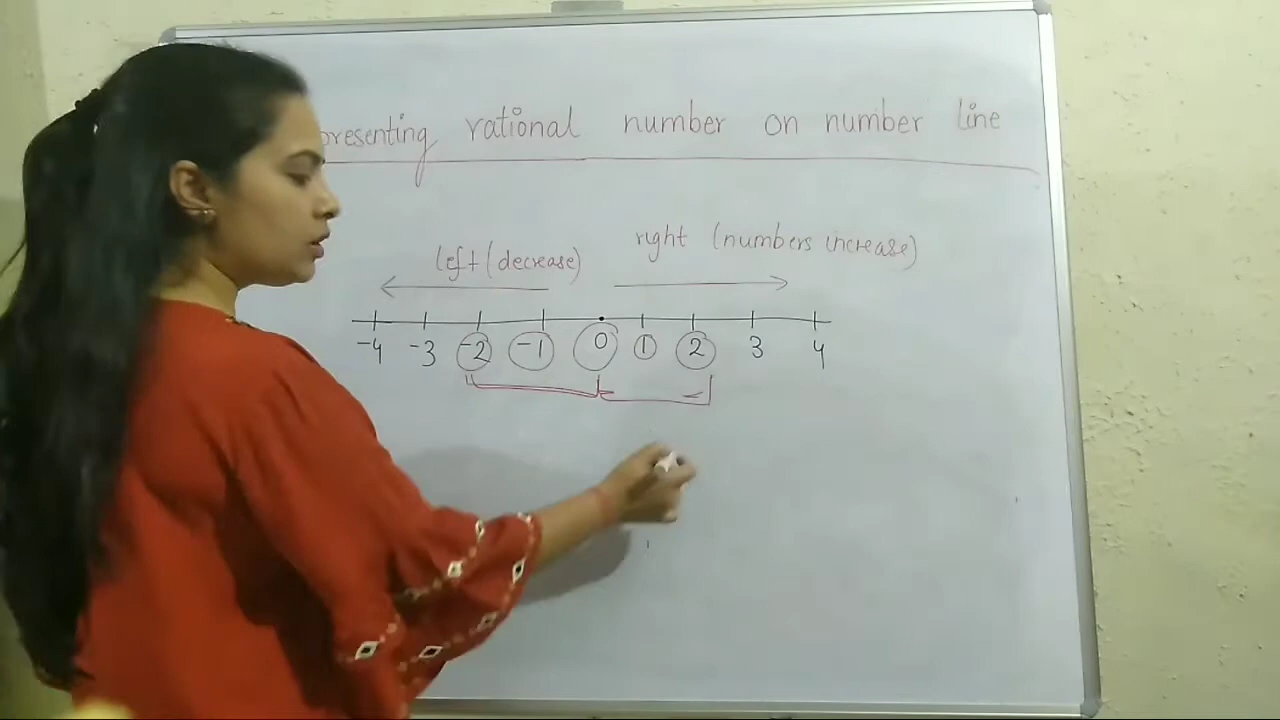 presenting rational number on number line
left (decrease) right (numbers increase)
-4 -3 -2 -1 0 1 2 3 4